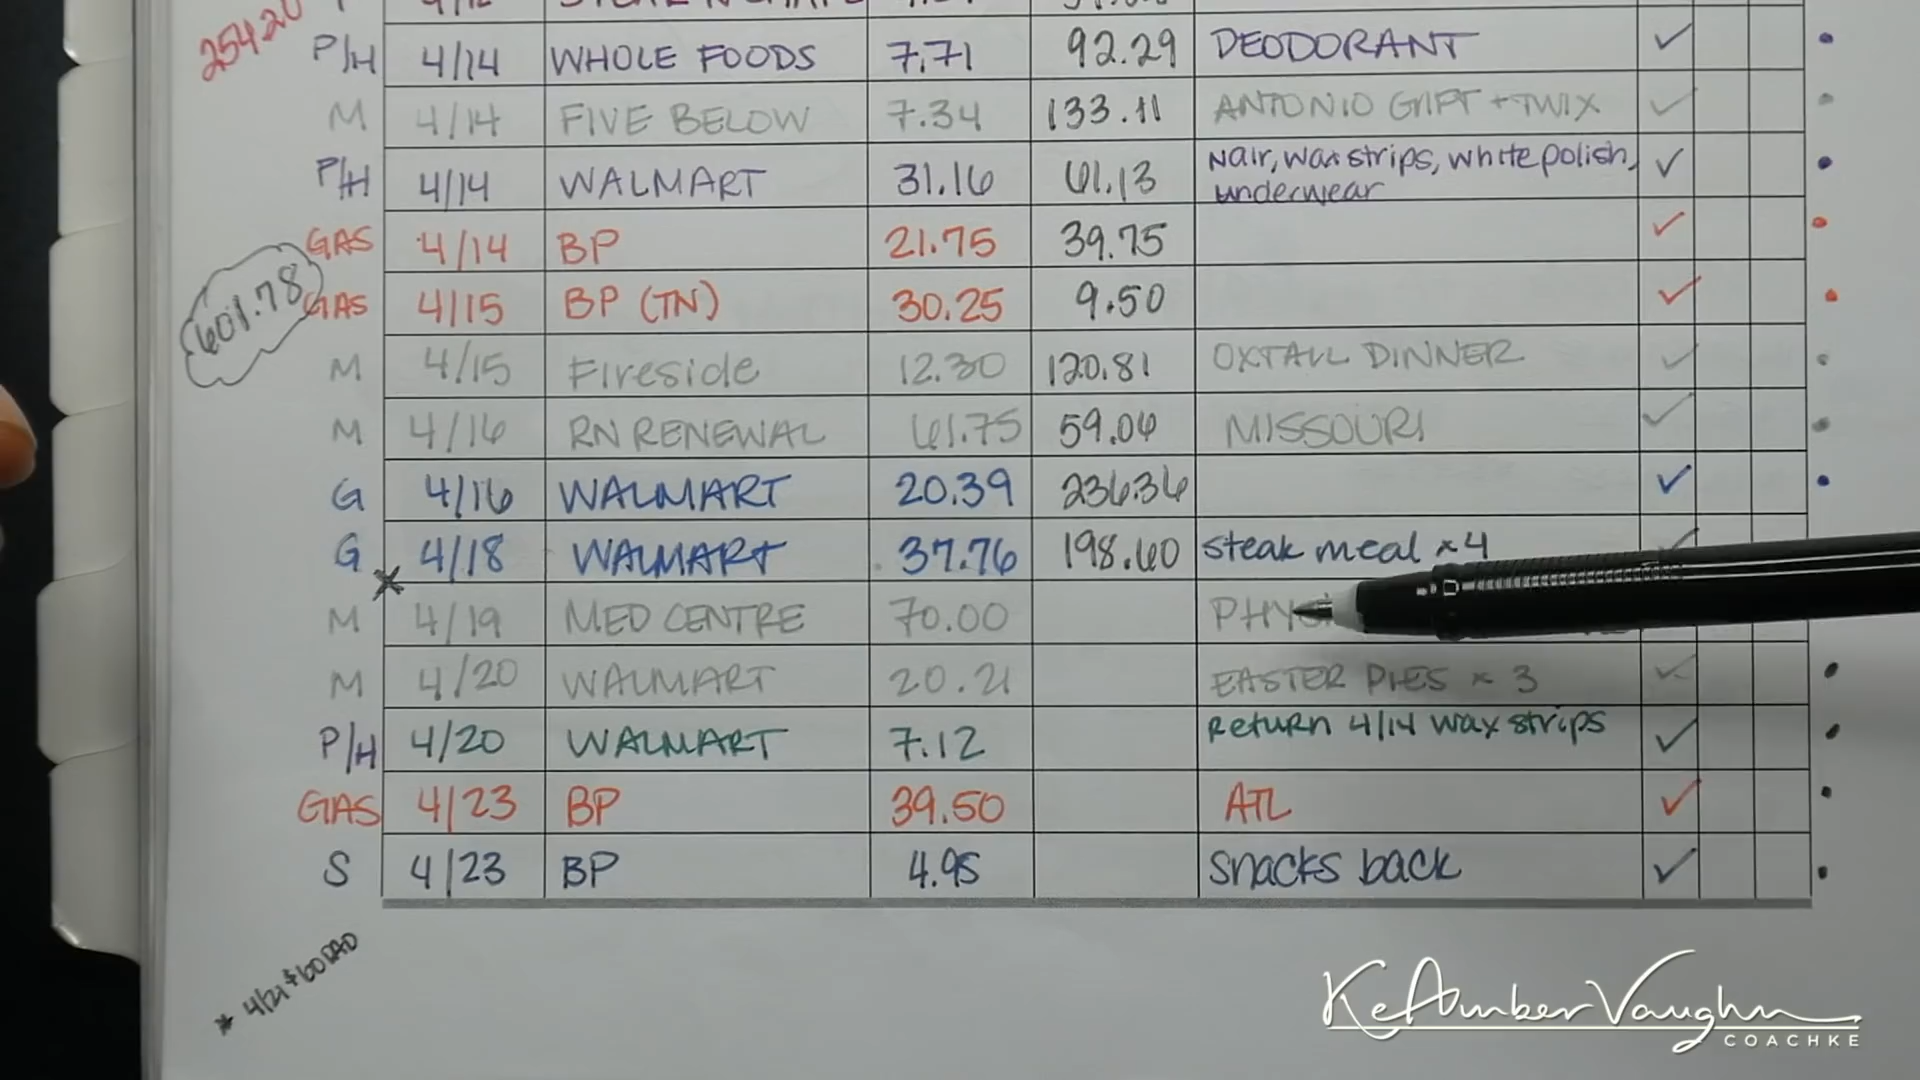 25420
P/H 4/14 WHOLE FOODS 7.71 92.29 DEODORANT ✓
M 4/14 FIVE BELOW 7.34 133.11 ANTONIO GIFT + TWIX ✓
P/H 4/14 WALMART 31.16 61.13 Nair, wax strips, white polish, underwear ✓
GAS 4/14 BP 21.75 39.75 ✓
601.78
GAS 4/15 BP (TN) 30.25 9.50 ✓
M 4/15 Fireside 12.30 120.81 OXTAIL DINNER ✓
M 4/16 RN RENEWAL 61.75 59.06 MISSOURI ✓
G 4/16 WALMART 20.39 236.36 ✓
G 4/18 WALMART 37.76 198.60 steak meal x4 ✓
M 4/19 MED CENTRE 70.00
M 4/20 WALMART 20.21 EASTER PIES x 3 ✓
P/H 4/20 WALMART 7.12 Return 4/14 wax strips ✓
GAS 4/23 BP 39.50 ATL ✓
S 4/23 BP 4.95 snacks back ✓
* 4/21 $60 DAD
KeAmber Vaughn
COACHKE